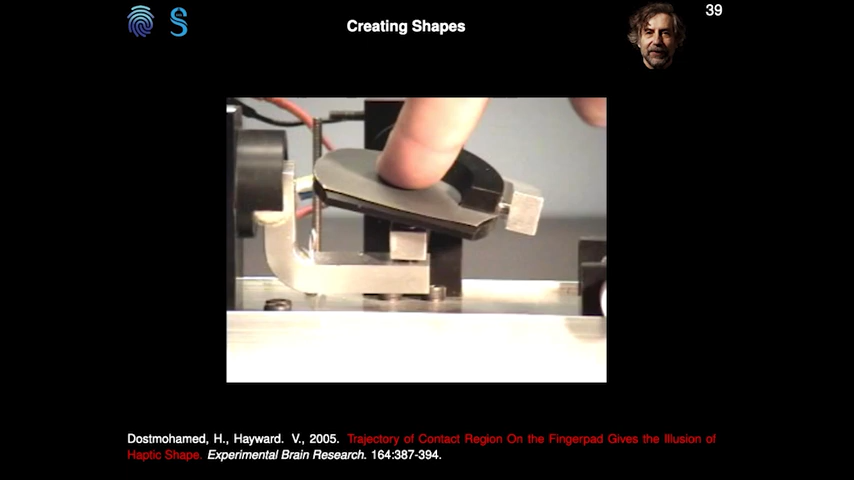 Creating Shapes
39
Dostmohamed, H., Hayward. V., 2005. Trajectory of Contact Region On the Fingerpad Gives the Illusion of
Haptic Shape. Experimental Brain Research. 164:387-394.